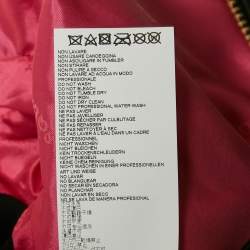 NON LAVARE
NON USARE CANDEGGINA
NON ASCIUGARE IN TUMBLER
NON STIRARE
NON PULIRE A SECCO
NON LAVARE AD ACQUA IN MODO
PROFESSIONALE
DO NOT WASH
DO NOT BLEACH
DO NOT TUMBLE DRY
DO NOT IRON
DO NOT DRY CLEAN
DO NOT PROFESSIONAL WATER WASH
NE PAS LAVER
NE PAS JAVELLISER
NE PAS SECHER PAR CULBUTAGE
NE PAS REPASSER
NE PAS NETTOYER A SEC
NE PAS LAVER A L'EAU DANS UN CADRE
PROFESSIONNEL
NICHT WASCHEN
NICHT BLEICHEN
KEIN TROCKENSCHLEUDERN
NICHT BUEGELN
KEINE CHEM.REINIGUNG
NICHT WASCHEN IN EINER PROFESSIONELLEN
ART UND WEISE
NO LAVAR
NO BLANQUEAR
NO SECAR EN SECADORA
NO PLANCHAR
NO LAVAR EN SECO
NO SE LAVA DE MANERA PROFESIONAL